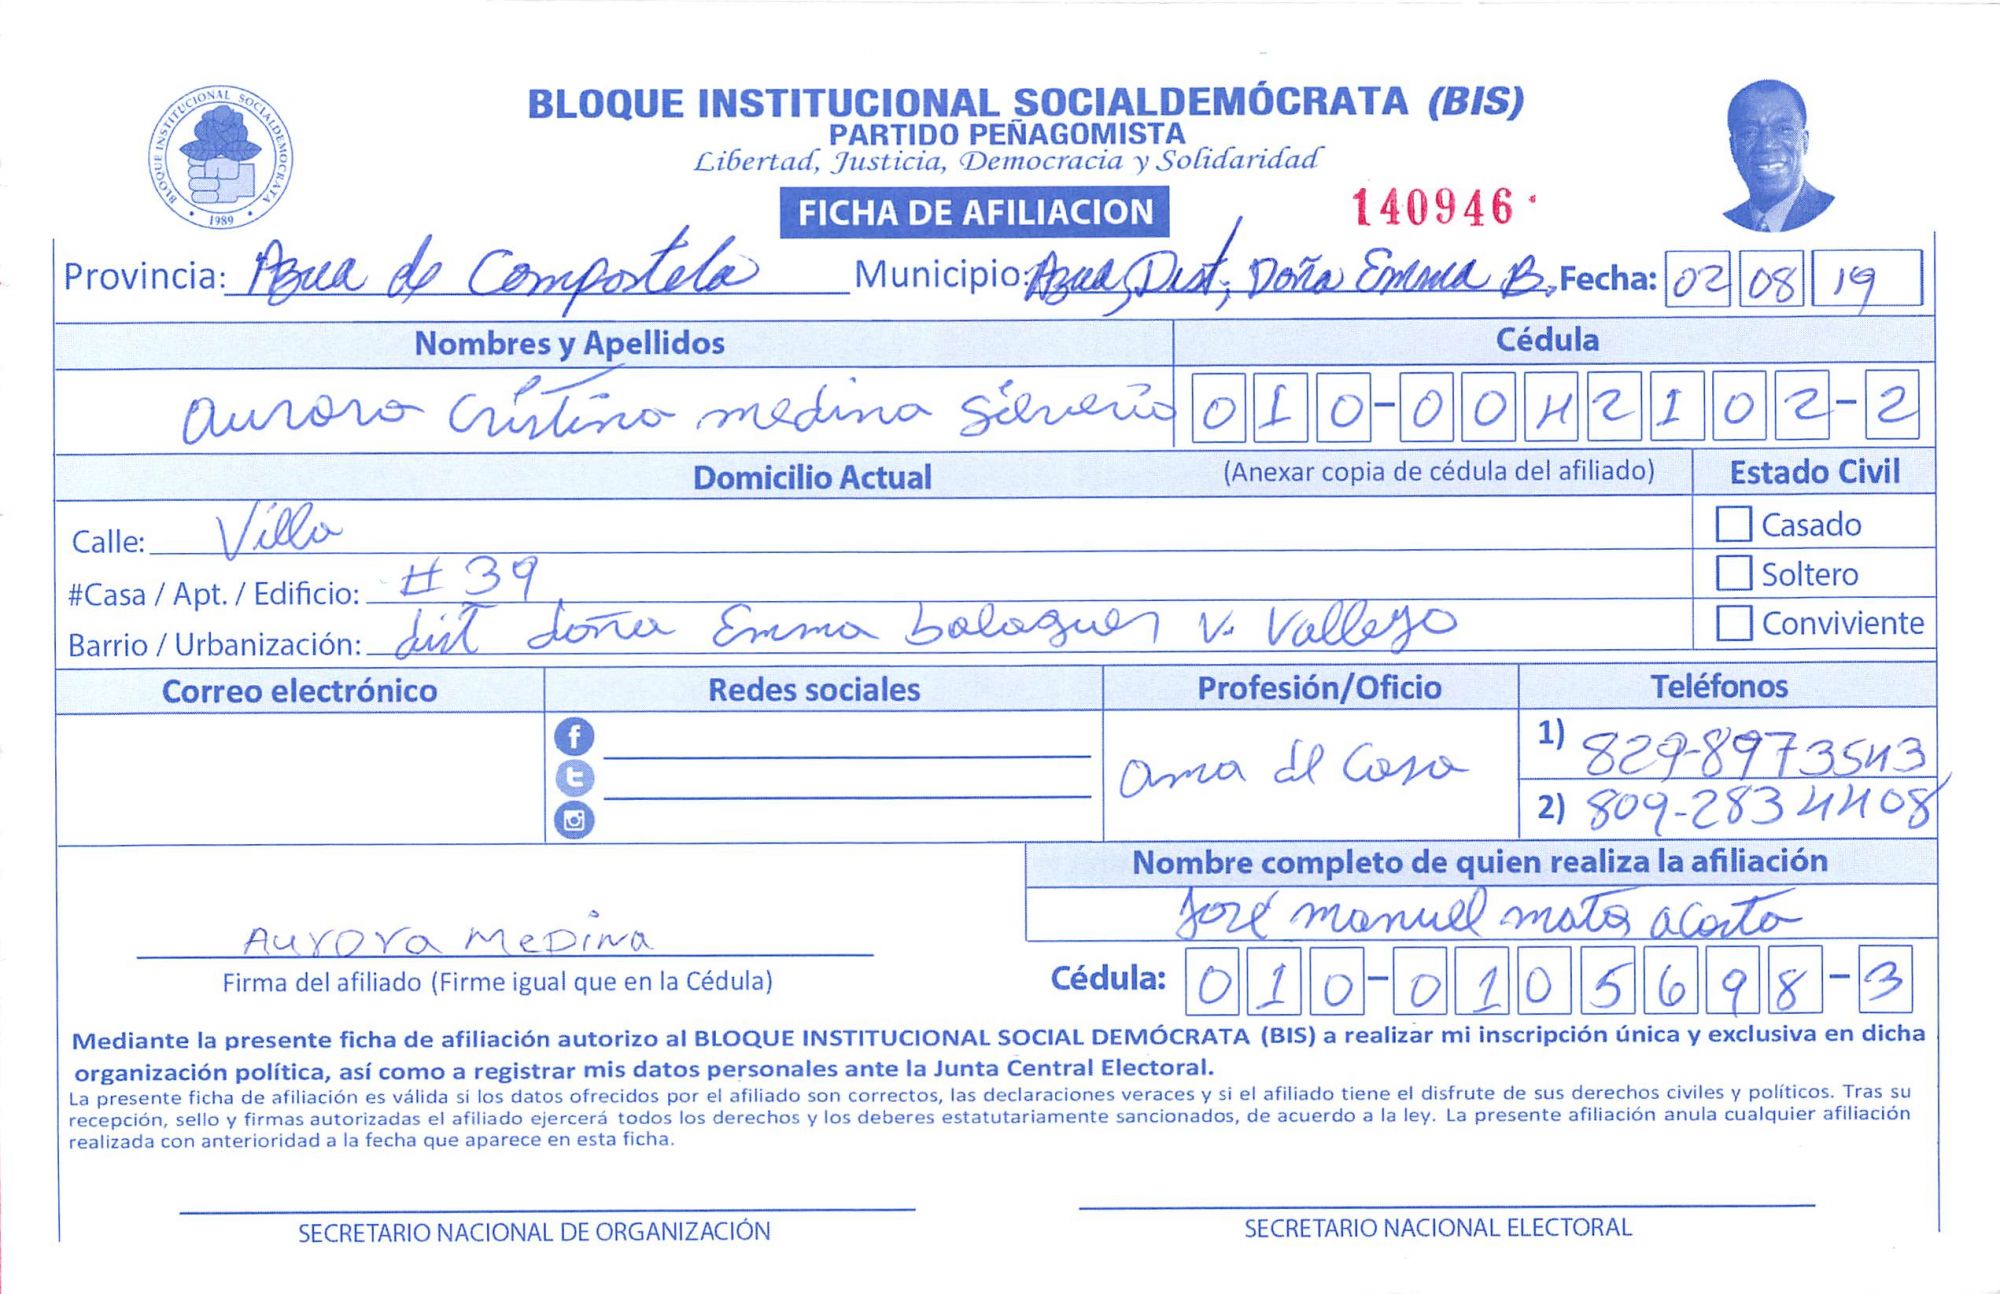 BLOQUE INSTITUCIONAL SOCIALDEMÓCRATA
1989
BLOQUE INSTITUCIONAL SOCIALDEMÓCRATA (BIS)
PARTIDO PEÑAGOMISTA
Libertad, Justicia, Democracia y Solidaridad
FICHA DE AFILIACION 140946
Provincia: Azua de Compostela Municipio: Azua, Dist, Doña Emma B. Fecha: 02 08 19
Nombres y Apellidos Cédula
Aurora Cristina medina Silverio 010-0042102-2
Domicilio Actual (Anexar copia de cédula del afiliado) Estado Civil
Calle: Villa Casado
#Casa / Apt. / Edificio: # 39 Soltero
Barrio / Urbanización: dist doña Emma balaguer V. Vallejo Conviviente
Correo electrónico Redes sociales Profesión/Oficio Teléfonos
ama de Casa 1) 829-8973543
2) 809-2834408
Nombre completo de quien realiza la afiliación
José manuel mata acosta
Aurora Medina
Firma del afiliado (Firme igual que en la Cédula) Cédula: 010-0105698-3
Mediante la presente ficha de afiliación autorizo al BLOQUE INSTITUCIONAL SOCIAL DEMÓCRATA (BIS) a realizar mi inscripción única y exclusiva en dicha
organización política, así como a registrar mis datos personales ante la Junta Central Electoral.
La presente ficha de afiliación es válida si los datos ofrecidos por el afiliado son correctos, las declaraciones veraces y si el afiliado tiene el disfrute de sus derechos civiles y políticos. Tras su
recepción, sello y firmas autorizadas el afiliado ejercerá todos los derechos y los deberes estatutariamente sancionados, de acuerdo a la ley. La presente afiliación anula cualquier afiliación
realizada con anterioridad a la fecha que aparece en esta ficha.
SECRETARIO NACIONAL DE ORGANIZACIÓN SECRETARIO NACIONAL ELECTORAL